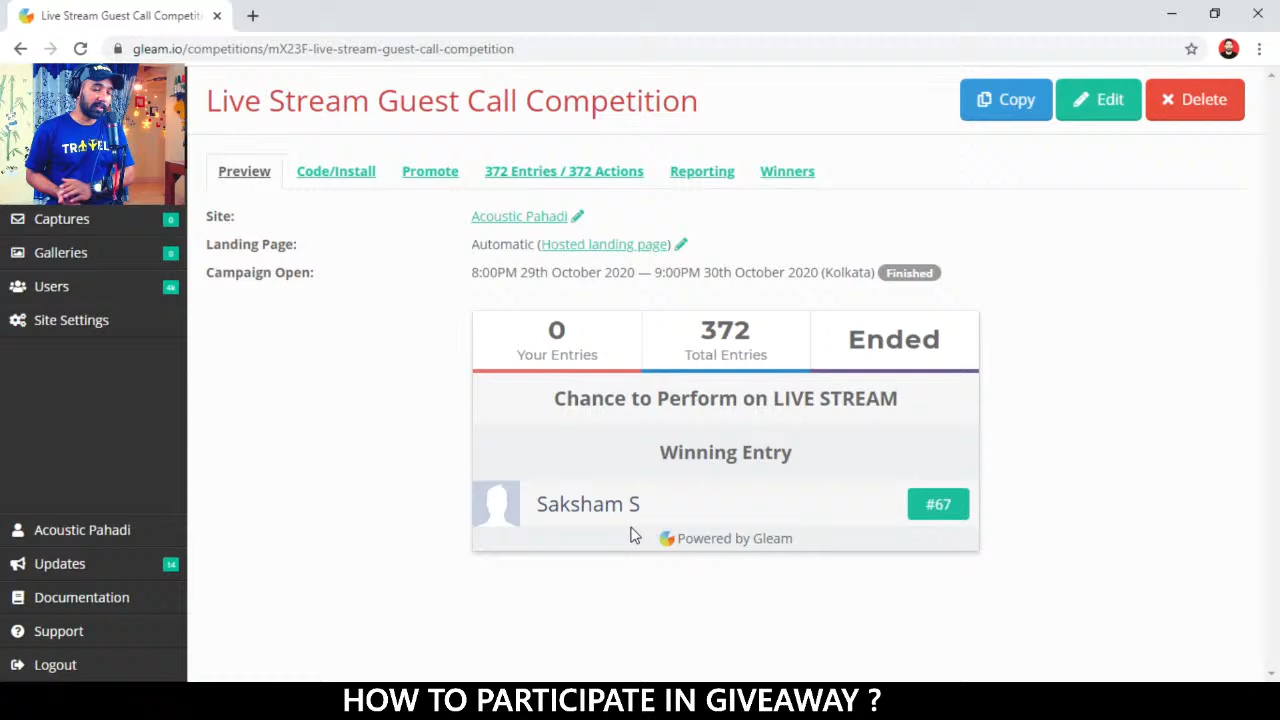 Live Stream Guest Call Competiti
gleam.io/competitions/mX23F-live-stream-guest-call-competition
TRAVEL
Captures 0
Galleries 0
Users 4k
Site Settings
Acoustic Pahadi
Updates 14
Documentation
Support
Logout
Live Stream Guest Call Competition
Copy
Edit
Delete
Preview
Code/Install
Promote
372 Entries / 372 Actions
Reporting
Winners
Site: Acoustic Pahadi
Landing Page: Automatic (Hosted landing page)
Campaign Open: 8:00PM 29th October 2020 — 9:00PM 30th October 2020 (Kolkata) Finished
0
Your Entries
372
Total Entries
Ended
Chance to Perform on LIVE STREAM
Winning Entry
Saksham S #67
Powered by Gleam
HOW TO PARTICIPATE IN GIVEAWAY ?